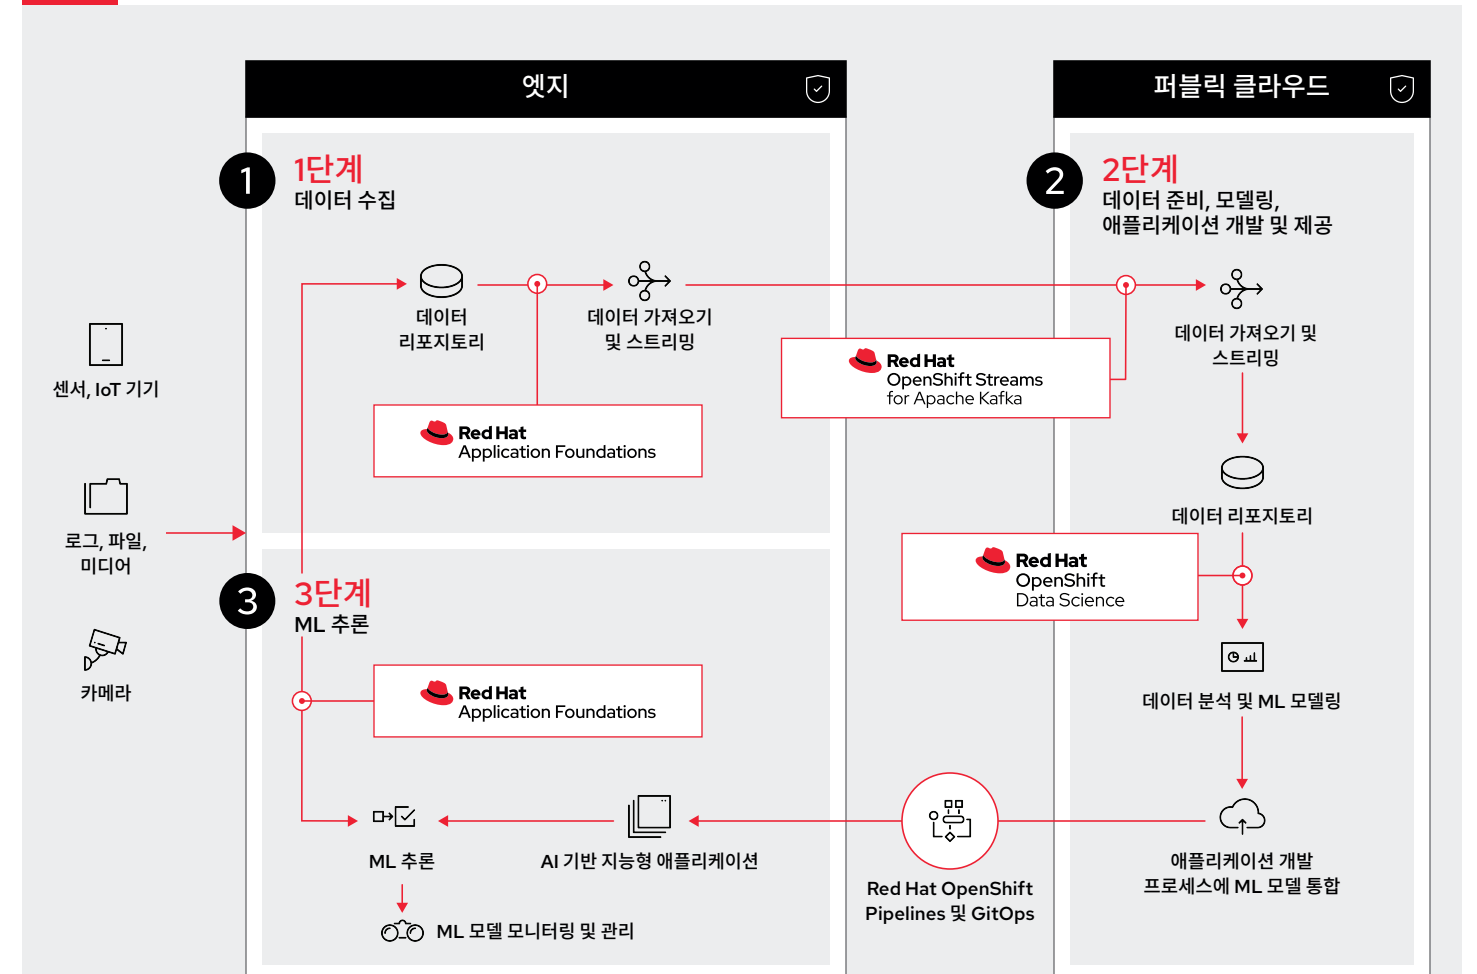 엣지
퍼블릭 클라우드
1
1단계
데이터 수집
2
2단계
데이터 준비, 모델링,
애플리케이션 개발 및 제공
데이터
리포지토리
데이터 가져오기
및 스트리밍
데이터 가져오기 및
스트리밍
센서, IoT 기기
Red Hat
OpenShift Streams
for Apache Kafka
Red Hat
Application Foundations
데이터 리포지토리
로그, 파일,
미디어
Red Hat
OpenShift
Data Science
3
3단계
ML 추론
카메라
Red Hat
Application Foundations
데이터 분석 및 ML 모델링
ML 추론
AI 기반 지능형 애플리케이션
Red Hat OpenShift
Pipelines 및 GitOps
애플리케이션 개발
프로세스에 ML 모델 통합
ML 모델 모니터링 및 관리